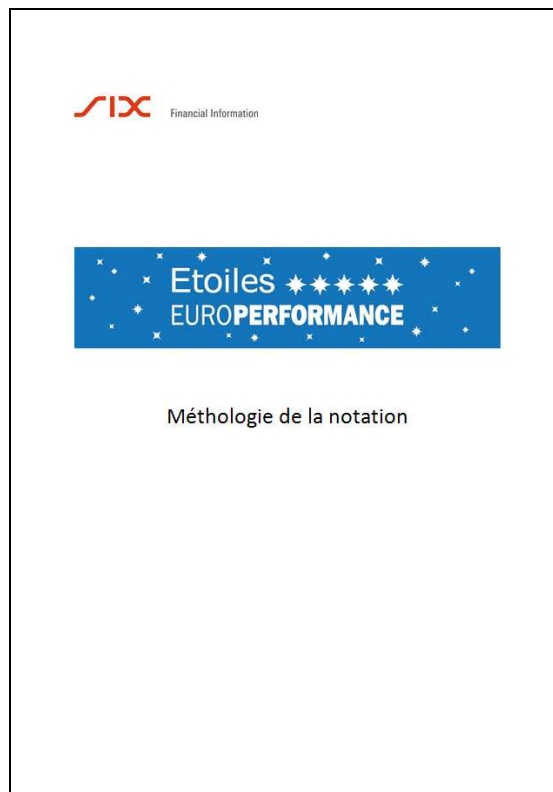 SIX Financial Information
Etoiles
EUROPERFORMANCE
Méthologie de la notation